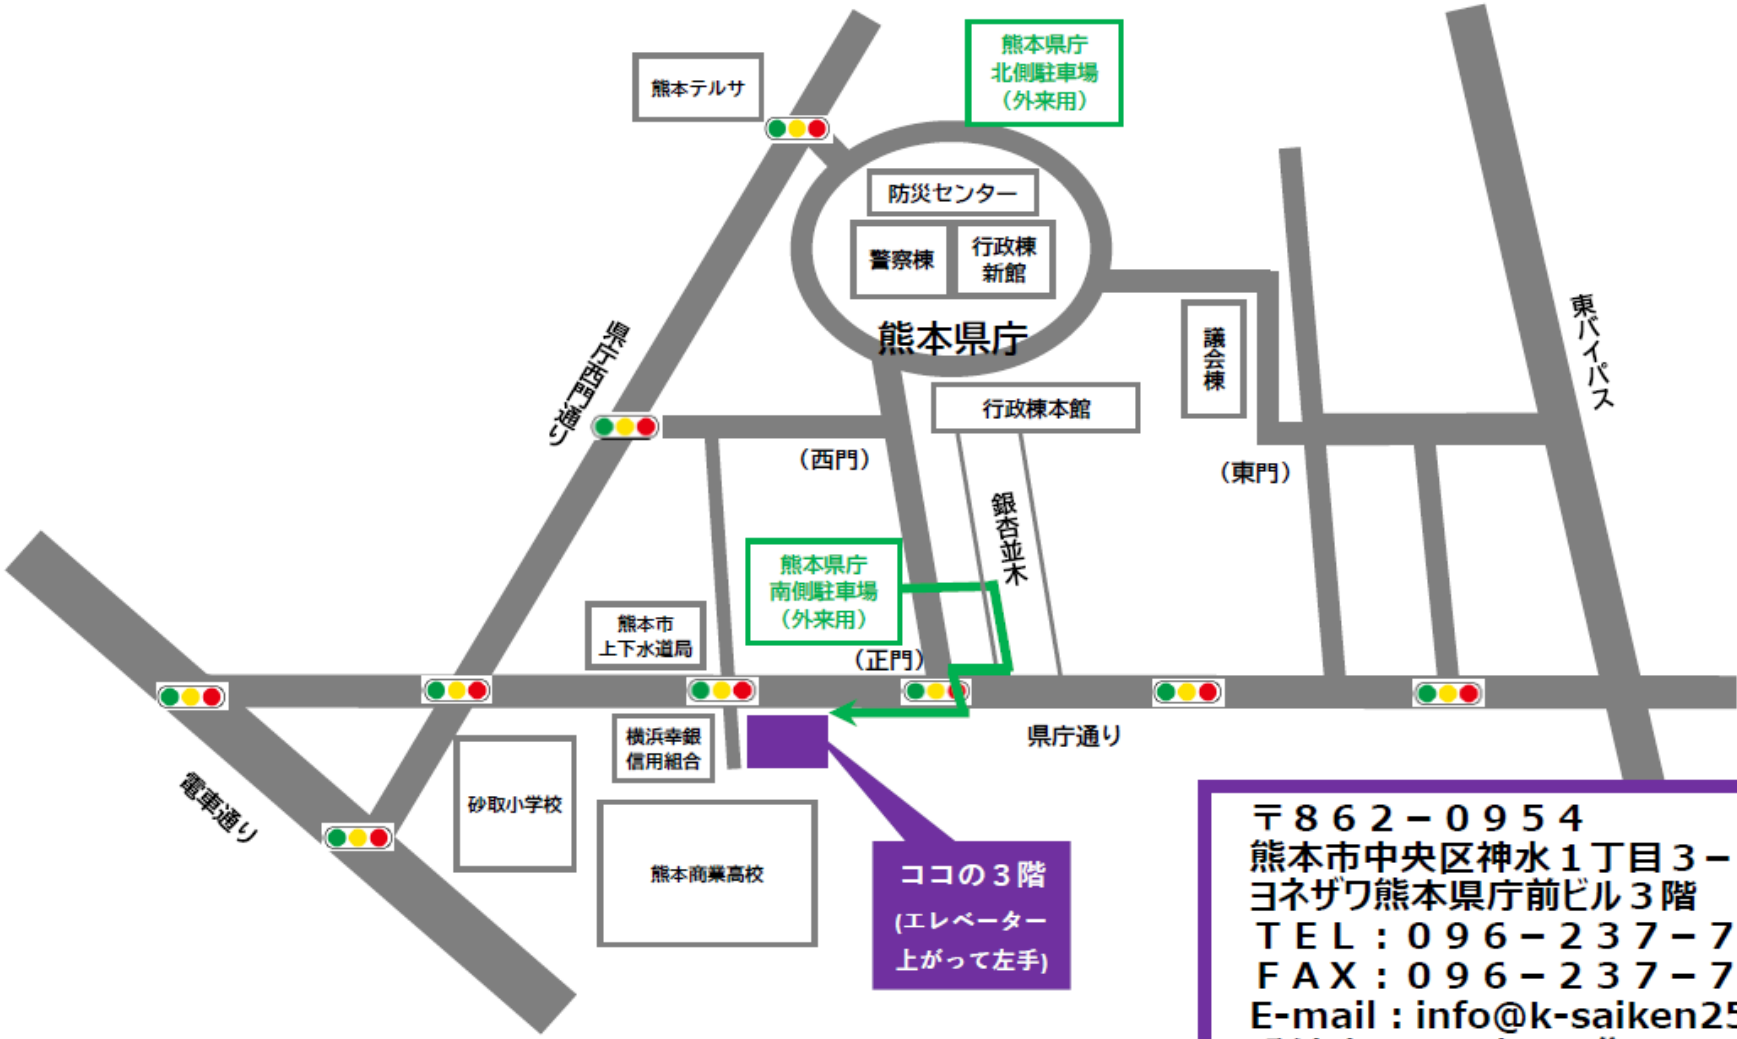 熊本県庁
北側駐車場
（外来用）
熊本テルサ
防災センター
警察棟
行政棟
新館
熊本県庁
議会棟
東バイパス
県庁西門通り
行政棟本館
（西門）
（東門）
銀杏並木
熊本県庁
南側駐車場
（外来用）
熊本市
上下水道局
（正門）
県庁通り
横浜幸銀
信用組合
電車通り
砂取小学校
熊本商業高校
ココの３階
(エレベーター
上がって左手)
〒８６２－０９５４
熊本市中央区神水１丁目３－
ヨネザワ熊本県庁前ビル３階
ＴＥＬ：０９６－２３７－７
ＦＡＸ：０９６－２３７－７
E-mail：info@k-saiken25